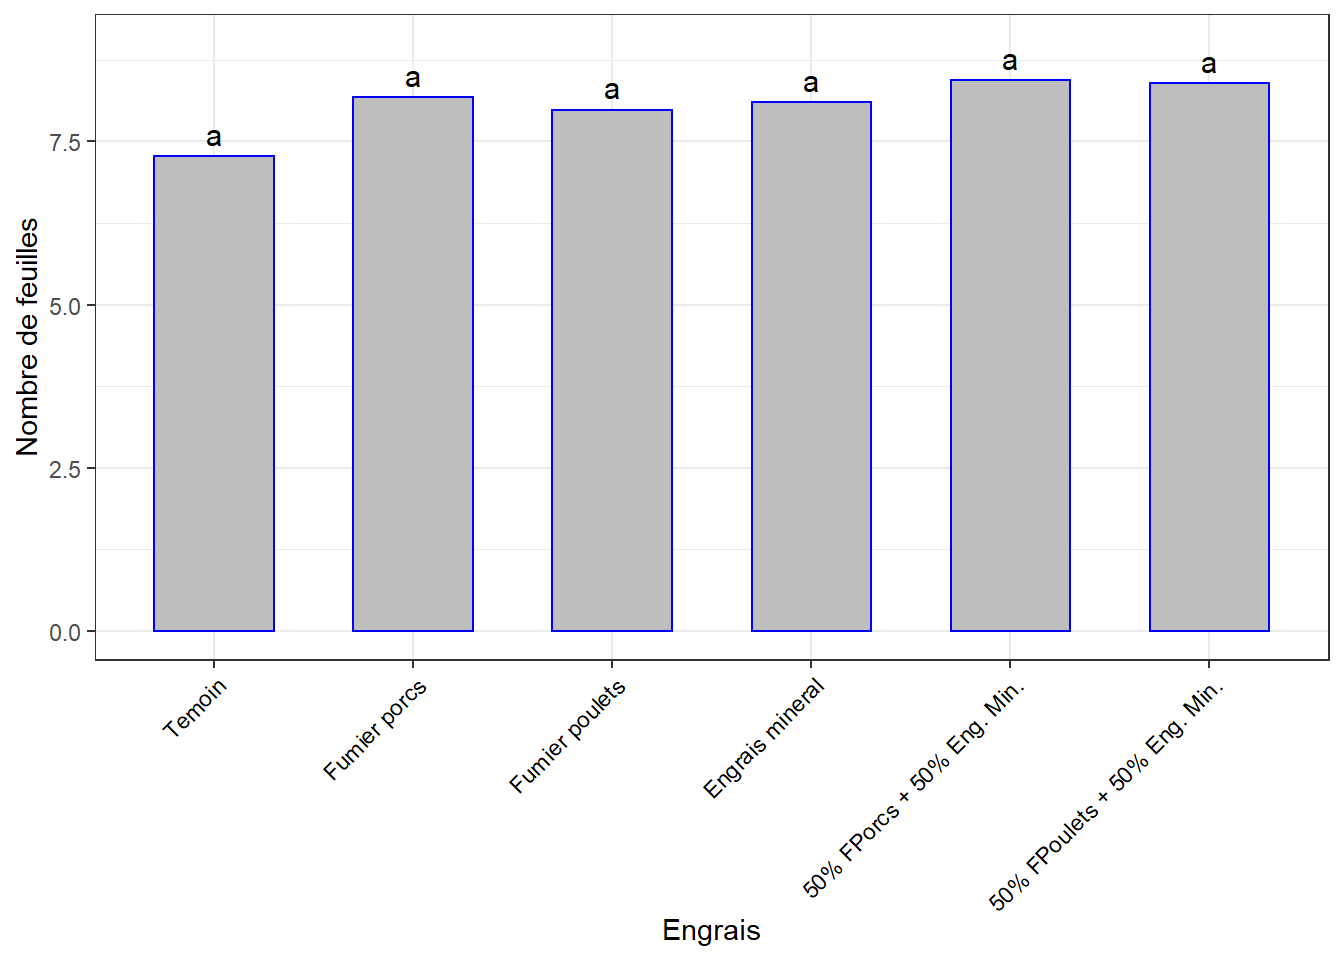 Nombre de feuilles
7.5
5.0
2.5
0.0
a
a
a
a
a
a
Temoin
Fumier porcs
Fumier poulets
Engrais mineral
50% FPorcs + 50% Eng. Min.
50% FPoulets + 50% Eng. Min.
Engrais